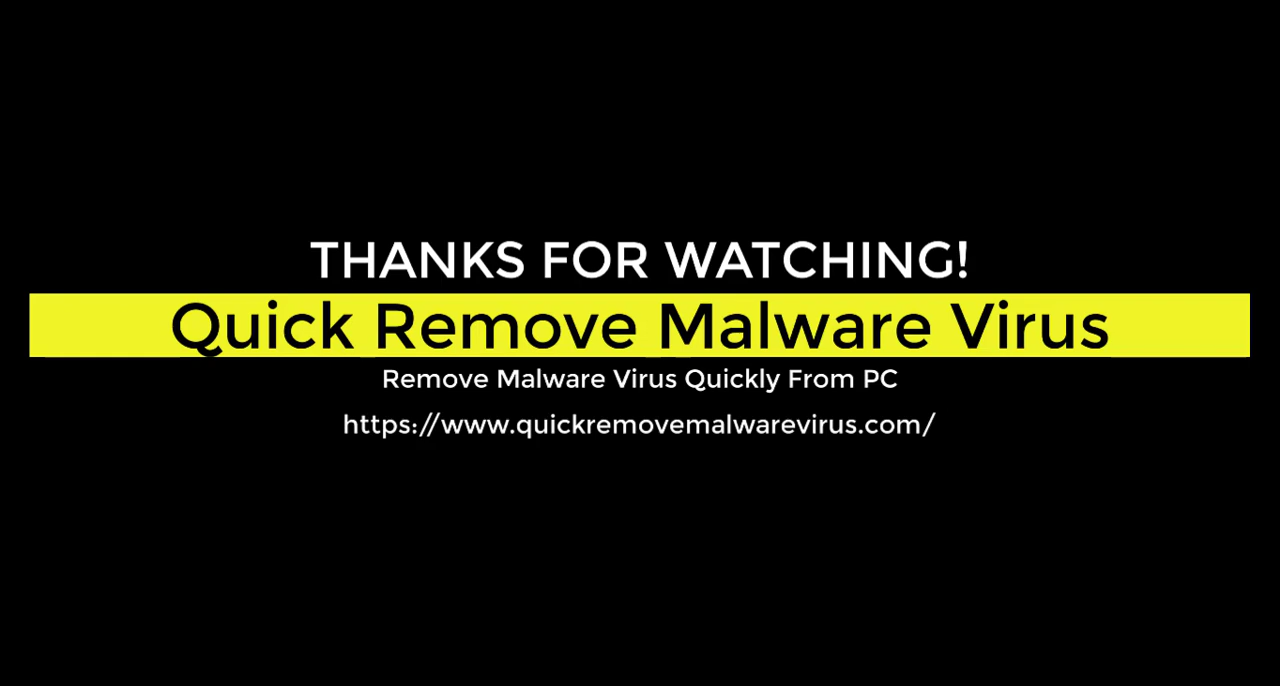 THANKS FOR WATCHING!
Quick Remove Malware Virus
Remove Malware Virus Quickly From PC
https://www.quickremovemalwarevirus.com/